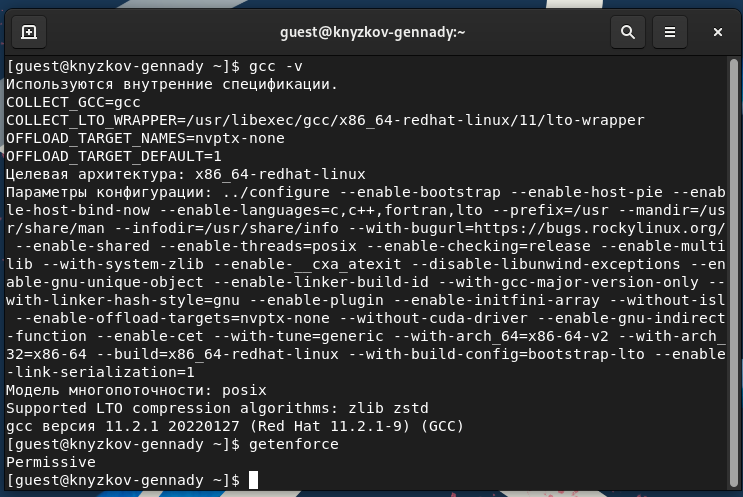 guest@knyzkov-gennady:~
[guest@knyzkov-gennady ~]$ gcc -v
Используются внутренние спецификации.
COLLECT_GCC=gcc
COLLECT_LTO_WRAPPER=/usr/libexec/gcc/x86_64-redhat-linux/11/lto-wrapper
OFFLOAD_TARGET_NAMES=nvptx-none
OFFLOAD_TARGET_DEFAULT=1
Целевая архитектура: x86_64-redhat-linux
Параметры конфигурации: ../configure --enable-bootstrap --enable-host-pie --enab
le-host-bind-now --enable-languages=c,c++,fortran,lto --prefix=/usr --mandir=/us
r/share/man --infodir=/usr/share/info --with-bugurl=https://bugs.rockylinux.org/
 --enable-shared --enable-threads=posix --enable-checking=release --enable-multi
lib --with-system-zlib --enable-__cxa_atexit --disable-libunwind-exceptions --en
able-gnu-unique-object --enable-linker-build-id --with-gcc-major-version-only --
with-linker-hash-style=gnu --enable-plugin --enable-initfini-array --without-isl
 --enable-offload-targets=nvptx-none --without-cuda-driver --enable-gnu-indirect
-function --enable-cet --with-tune=generic --with-arch_64=x86-64-v2 --with-arch_
32=x86-64 --build=x86_64-redhat-linux --with-build-config=bootstrap-lto --enable
-link-serialization=1
Модель многопоточности: posix
Supported LTO compression algorithms: zlib zstd
gcc версия 11.2.1 20220127 (Red Hat 11.2.1-9) (GCC)
[guest@knyzkov-gennady ~]$ getenforce
Permissive
[guest@knyzkov-gennady ~]$